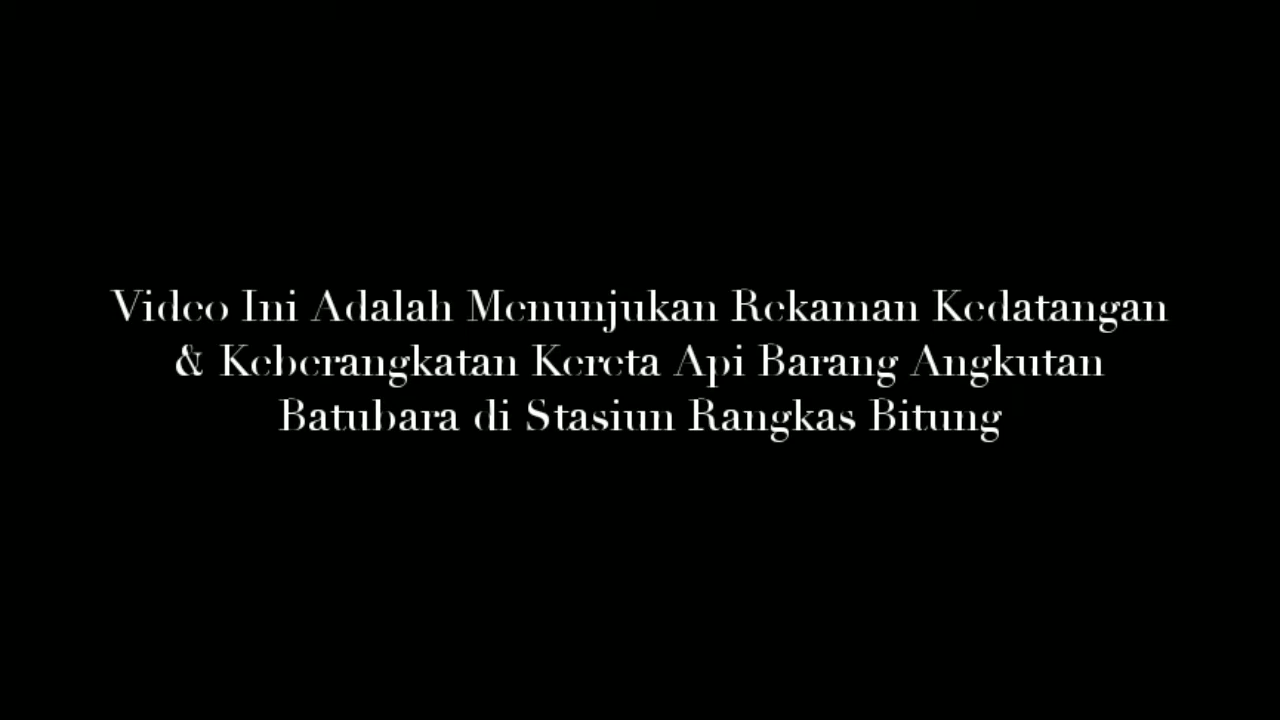 Video Ini Adalah Menunjukan Rekaman Kedatangan
& Keberangkatan Kereta Api Barang Angkutan
Batubara di Stasiun Rangkas Bitung